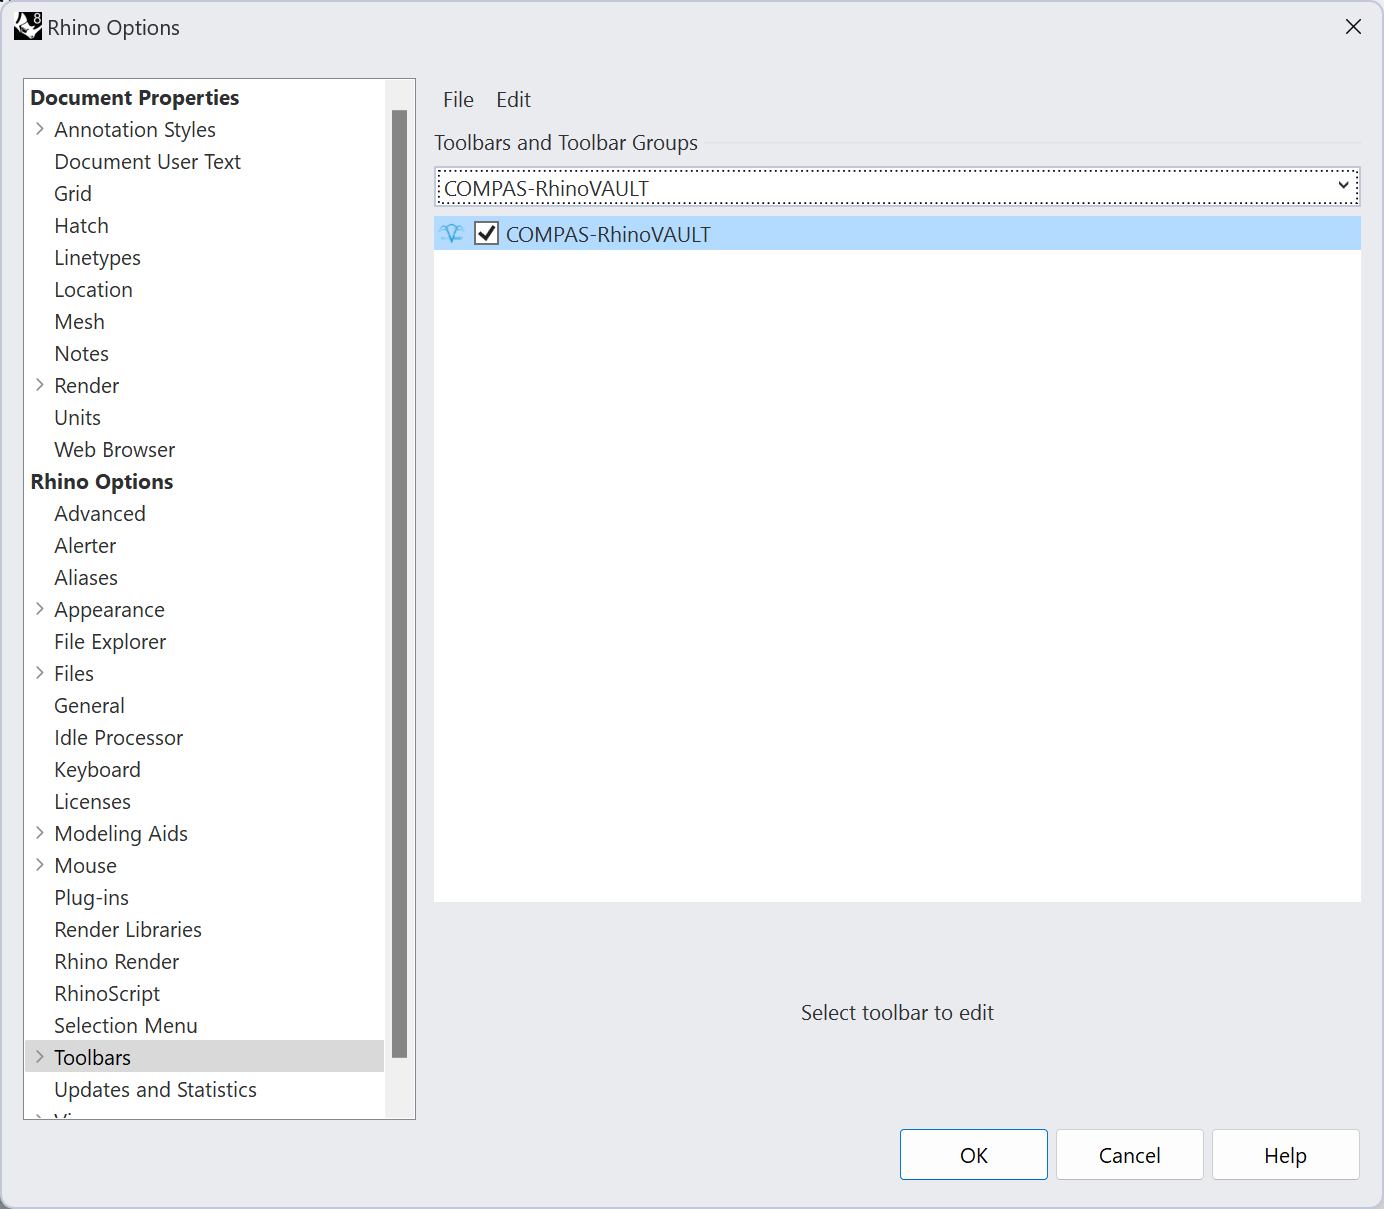 8
Rhino Options
Document Properties
Annotation Styles
Document User Text
Grid
Hatch
Linetypes
Location
Mesh
Notes
Render
Units
Web Browser
Rhino Options
Advanced
Alerter
Aliases
Appearance
File Explorer
Files
General
Idle Processor
Keyboard
Licenses
Modeling Aids
Mouse
Plug-ins
Render Libraries
Rhino Render
RhinoScript
Selection Menu
Toolbars
Updates and Statistics
File Edit
Toolbars and Toolbar Groups
COMPAS-RhinoVAULT
COMPAS-RhinoVAULT
Select toolbar to edit
OK Cancel Help